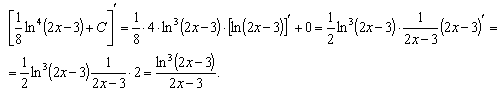 [1/8 ln⁴(2x−3)+C]′ = 1/8·4·ln³(2x−3)·[ln(2x−3)]′+0 = 1/2 ln³(2x−3)·1/(2x−3) (2x−3)′ =
= 1/2 ln³(2x−3) 1/(2x−3)·2 = ln³(2x−3)/(2x−3).